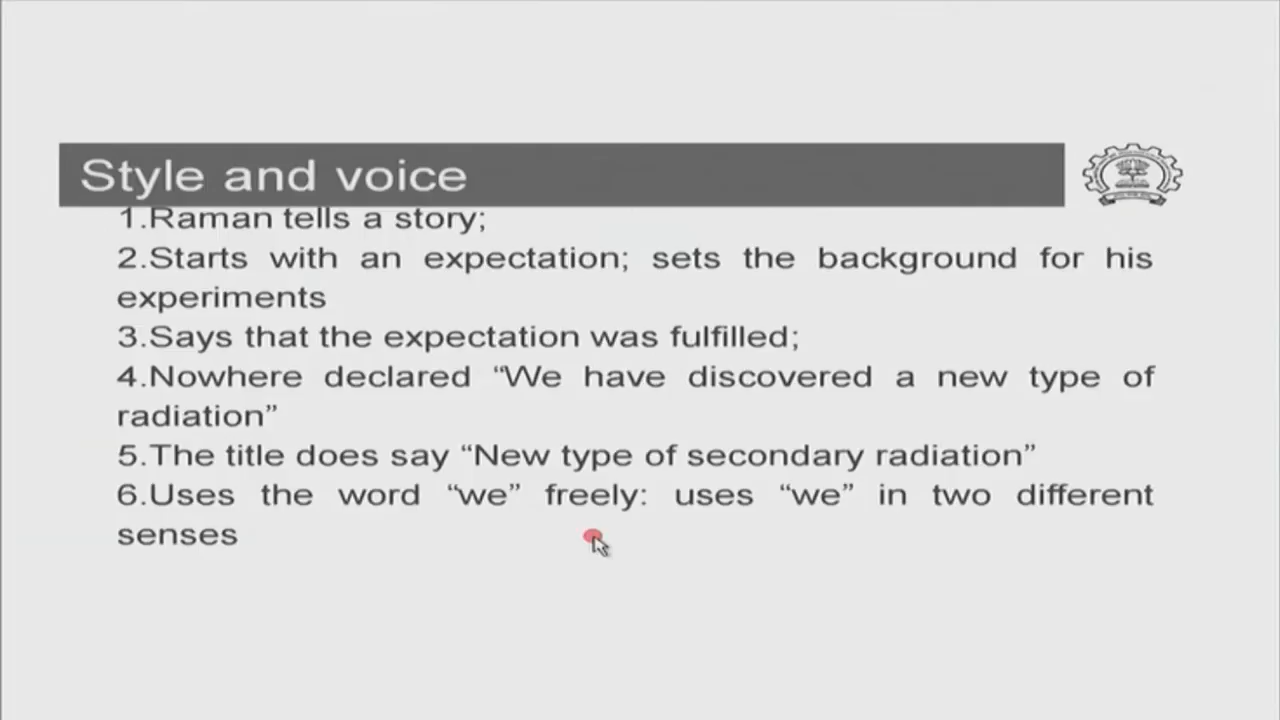 Style and voice
1.Raman tells a story;
2.Starts with an expectation; sets the background for his
experiments
3.Says that the expectation was fulfilled;
4.Nowhere declared “We have discovered a new type of
radiation”
5.The title does say “New type of secondary radiation”
6.Uses the word “we” freely: uses “we” in two different
senses